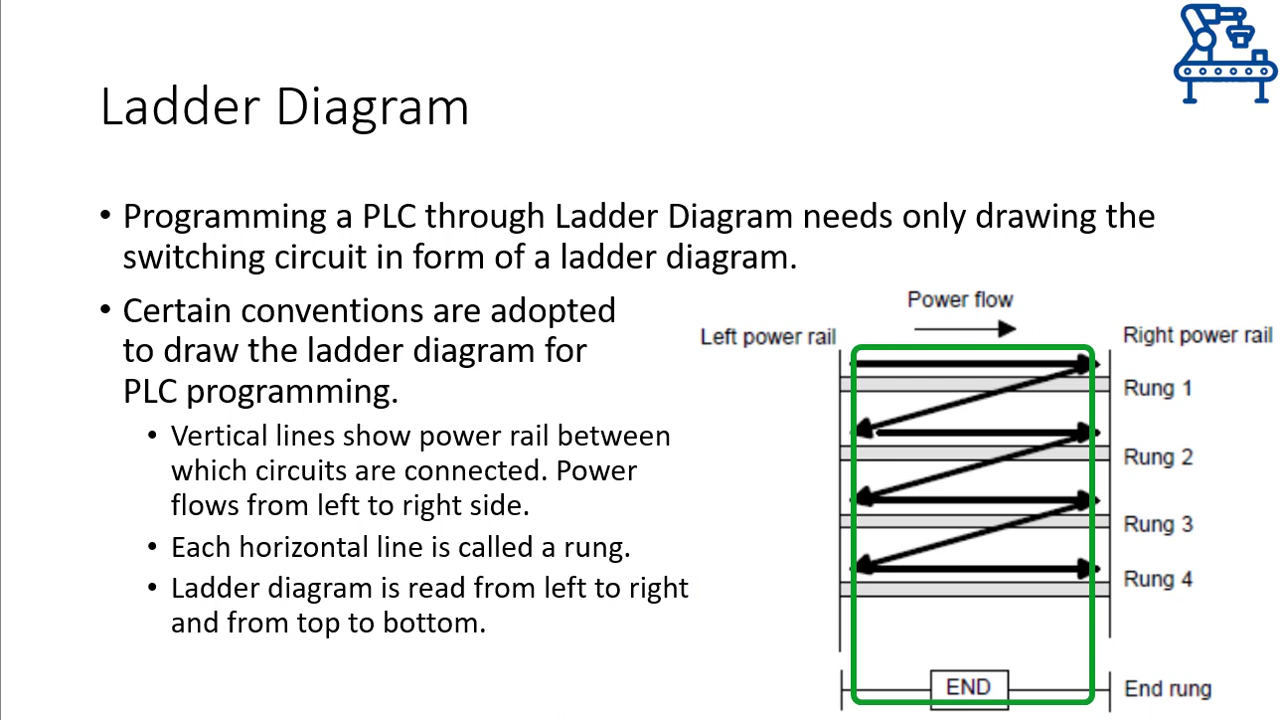 Ladder Diagram
• Programming a PLC through Ladder Diagram needs only drawing the
switching circuit in form of a ladder diagram.
• Certain conventions are adopted
to draw the ladder diagram for
PLC programming.
• Vertical lines show power rail between
which circuits are connected. Power
flows from left to right side.
• Each horizontal line is called a rung.
• Ladder diagram is read from left to right
and from top to bottom.
Power flow
Left power rail
Right power rail
Rung 1
Rung 2
Rung 3
Rung 4
END
End rung